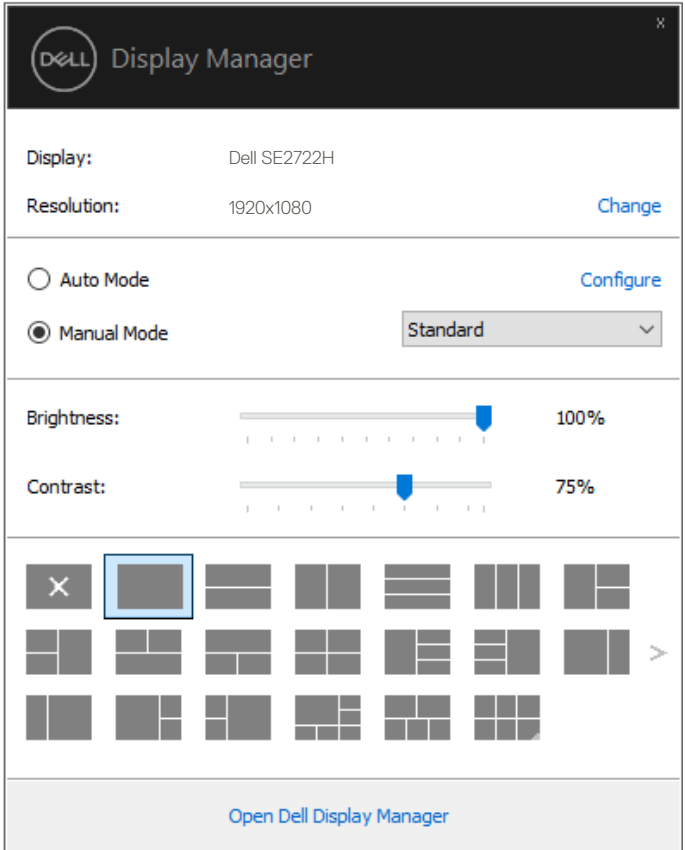 DELL Display Manager x
Display: Dell SE2722H
Resolution: 1920x1080 Change
Auto Mode Configure
Manual Mode Standard
Brightness: 100%
Contrast: 75%
Open Dell Display Manager